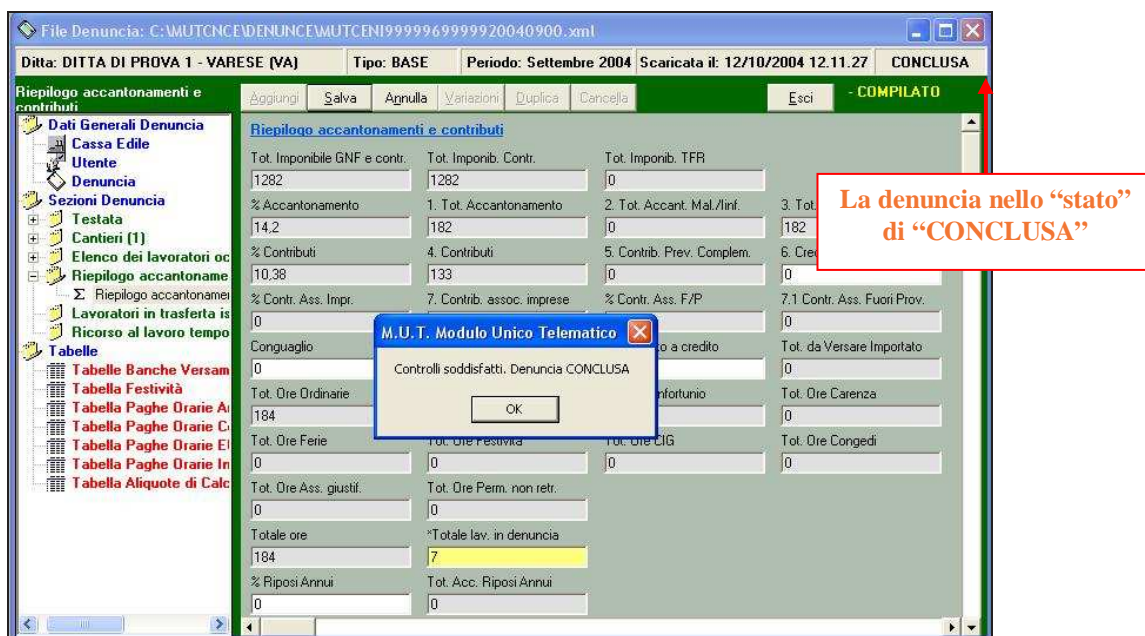 File Denuncia: C:\MUTCNCE\DENUNCE\MUTCENI9999969999920040900.xml
Ditta: DITTA DI PROVA 1 - VARESE (VA) Tipo: BASE Periodo: Settembre 2004 Scaricata il: 12/10/2004 12.11.27 CONCLUSA
Riepilogo accantonamenti e contributi
Aggiungi Salva Annulla Variazioni Duplica Cancella Esci - COMPILATO
Dati Generali Denuncia
Cassa Edile
Utente
Denuncia
Sezioni Denuncia
Testata
Cantieri (1)
Elenco dei lavoratori oc
Riepilogo accantoname
Σ Riepilogo accantonamer
Lavoratori in trasferta is
Ricorso al lavoro tempo
Tabelle
Tabelle Banche Versam
Tabella Festività
Tabella Paghe Orarie
Tabella Paghe Orarie
Tabella Paghe Orarie
Tabella Paghe Orarie
Tabella Aliquote di Calc
Riepilogo accantonamenti e contributi
Tot. Imponibile GNF e contr. Tot. Imponib. Contr. Tot. Imponib. TFR
1282 1282 0
% Accantonamento 1. Tot. Accantonamento 2. Tot. Accant. Mal./Iinf. 3. Tot.
14,2 182 0 182
% Contributi 4. Contributi 5. Contrib. Prev. Complem. 6.
10,38 133 0 0
% Contr. Ass. Impr. 7. Contrib. assoc. imprese % Contr. Ass. F/P 7.1 Contr. Ass. Fuori Prov.
0 0
Conguaglio a credito Tot. da Versare Importato
0 0
Tot. Ore Ordinarie nfortunio Tot. Ore Carenza
184 0
Tot. Ore Ferie Tot. Ore Festività Tot. Ore CIG Tot. Ore Congedi
0 0 0 0
Tot. Ore Ass. giustif. Tot. Ore Perm. non retr.
0 0
Totale ore *Totale lav. in denuncia
184 7
% Riposi Annui Tot. Acc. Riposi Annui
0 0
M.U.T. Modulo Unico Telematico
Controlli soddisfatti. Denuncia CONCLUSA
OK
La denuncia nello “stato”
di “CONCLUSA”